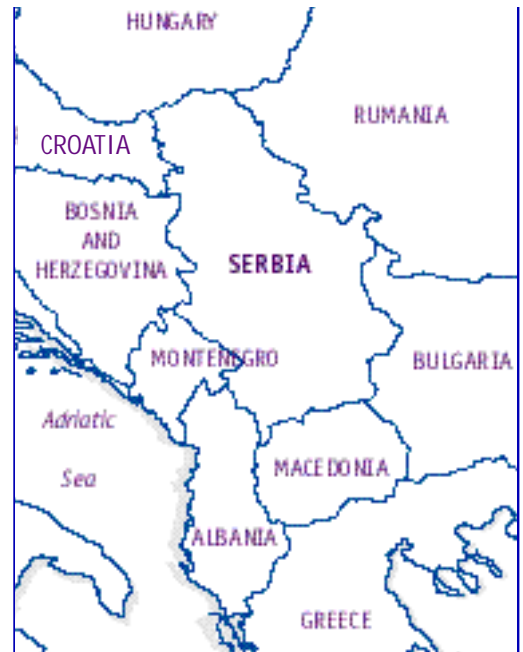 HUNGARY
RUMANIA
CROATIA
BOSNIA
AND
HERZEGOVINA
SERBIA
MONTENEGRO
BULGARIA
Adriatic
Sea
MACEDONIA
ALBANIA
GREECE